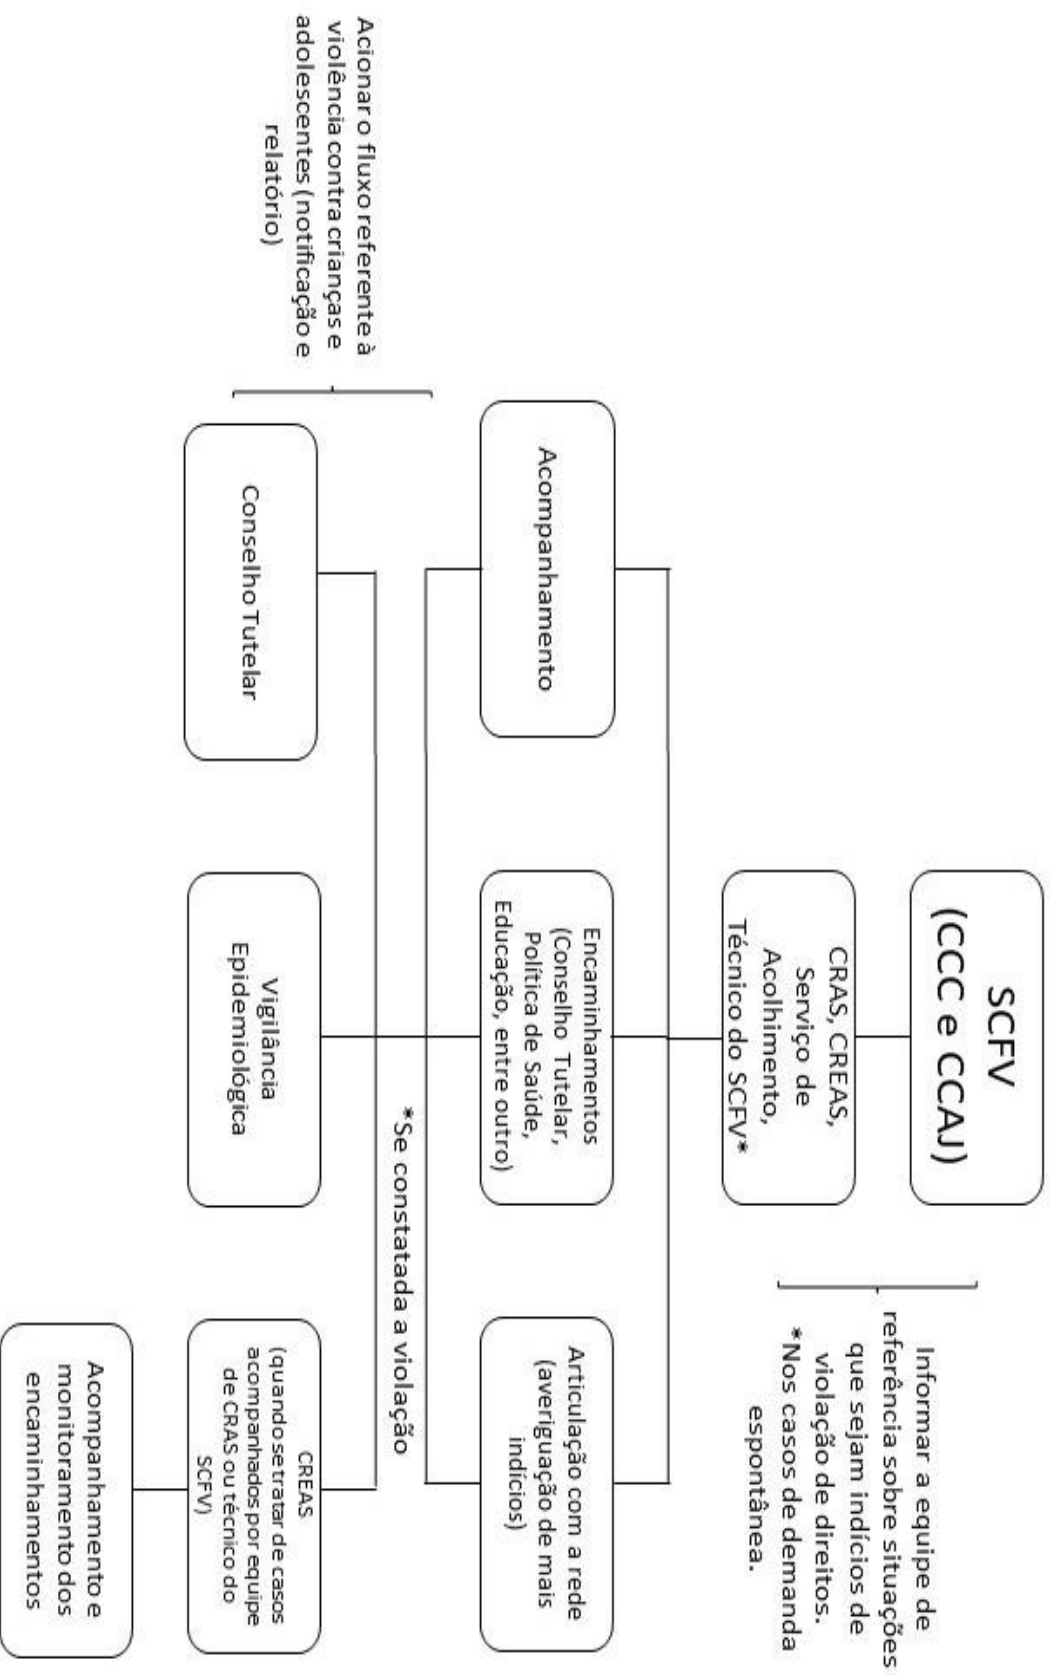 SCFV
(CCC e CCAJ)
Informar a equipe de
referência sobre situações
que sejam indícios de
violação de direitos.
*Nos casos de demanda
espontânea.
CRAS, CREAS,
Serviço de
Acolhimento,
Técnico do SCFV*
Acompanhamento
Encaminhamentos
(Conselho Tutelar,
Política de Saúde,
Educação, entre outro)
Articulação com a rede
(averiguação de mais
indícios)
*Se constatada a violação
Acionar o fluxo referente à
violência contra crianças e
adolescentes (notificação e
relatório)
Conselho Tutelar
Vigilância
Epidemiológica
CREAS
(quando se tratar de casos
acompanhados por equipe
de CRAS ou técnico do
SCFV)
Acompanhamento e
monitoramento dos
encaminhamentos